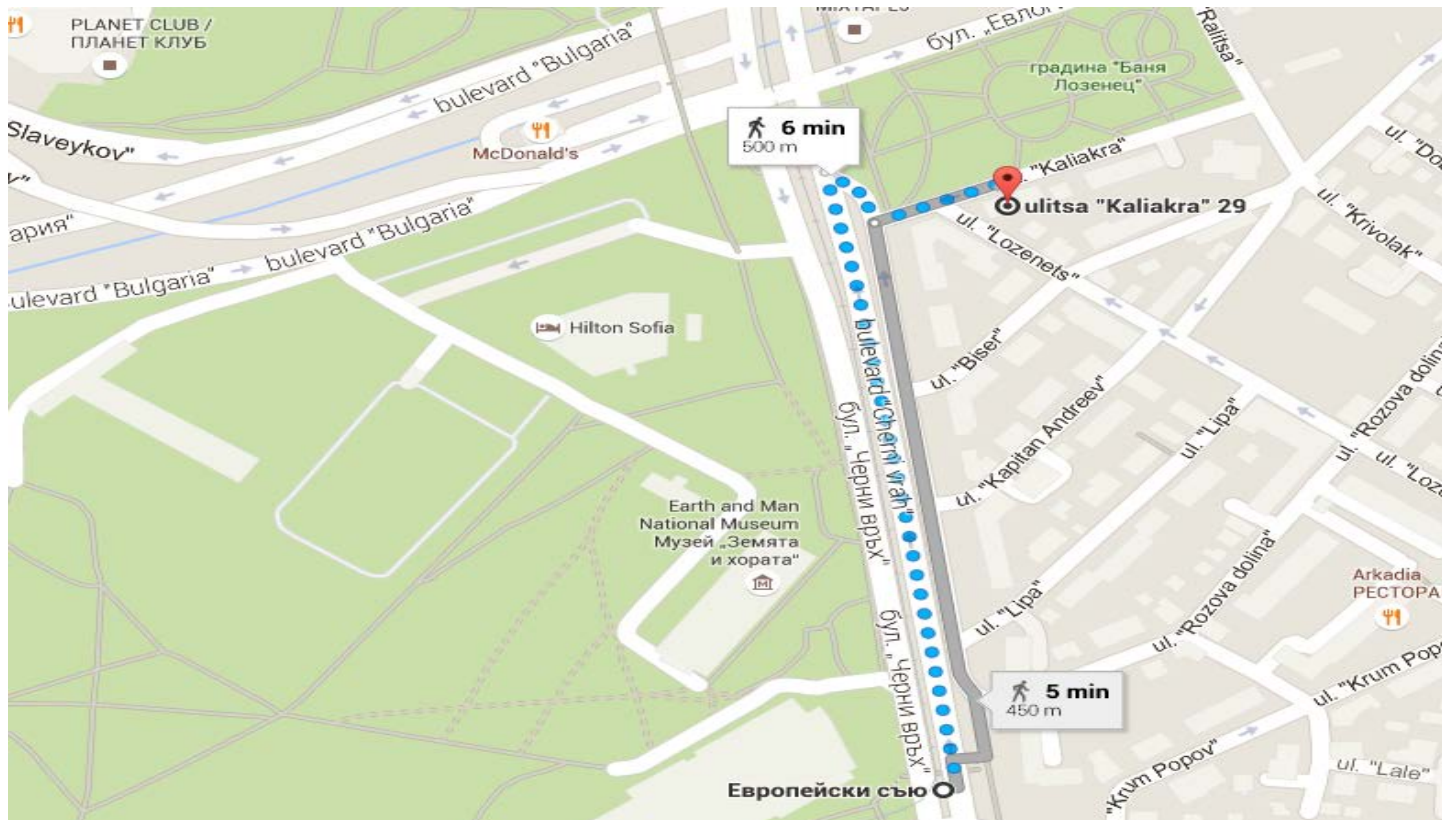 PLANET CLUB /
ПЛАНЕТ КЛУБ
MIXTAPE5
"Ralitsa"
градина "Баня
Лозенец"
bulevard "Bulgaria"
Slaveykov"
McDonald's
6 min
500 m
ul. "Kaliakra"
ulitsa "Kaliakra" 29
ария"
bulevard "Bulgaria"
bulevard "Bulgaria"
ul. "Lozenets"
ul. "Krivolak"
Hilton Sofia
bulevard "Cherni vrah"
ul. "Biser"
ul. "Kapitan Andreev"
ul. "Lipa"
ul. "Rozova dolina"
бул. „Черни връх"
Earth and Man
National Museum
Музей „Земята
и хората"
ul. "Lipa"
ul. "Rozova dolina"
Arkadia
РЕСТОРА
бул. „Черни връх"
5 min
450 m
ul. "Krum Pop
"Krum Popov"
ul. "Lale"
Европейски съю